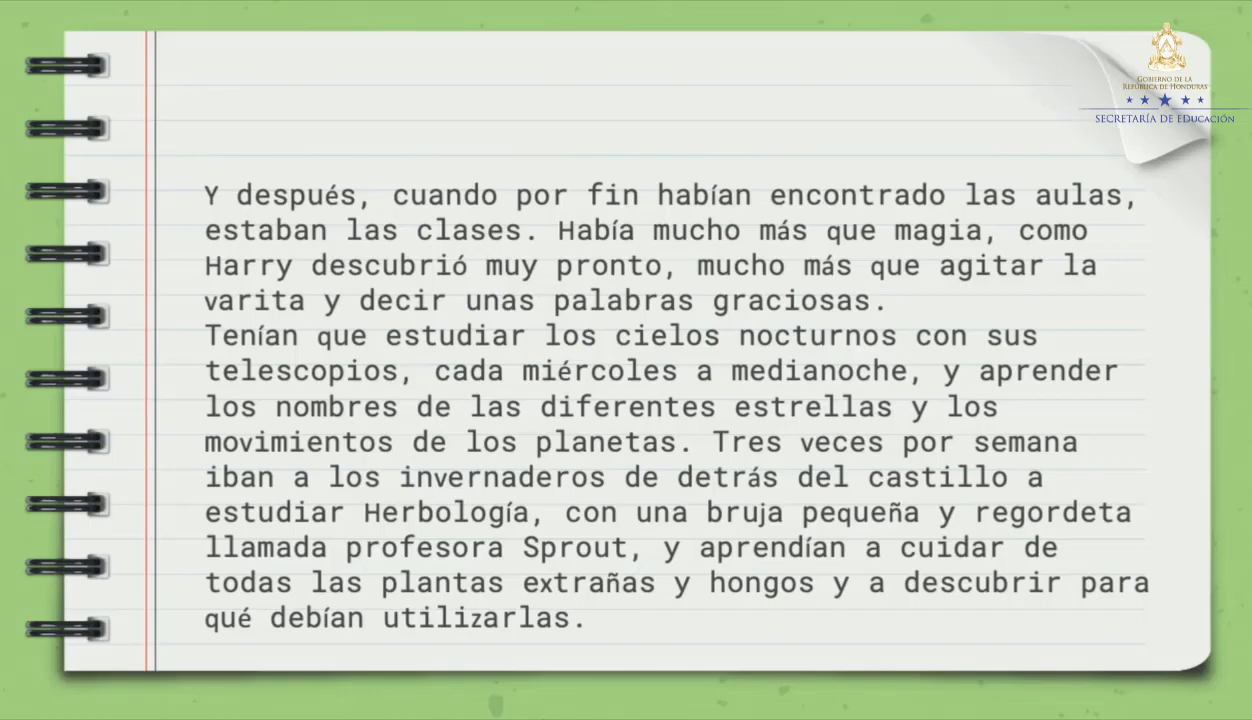 GOBIERNO DE LA
REPÚBLICA DE HONDURAS
SECRETARÍA DE EDUCACIÓN
Y después, cuando por fin habían encontrado las aulas,
estaban las clases. Había mucho más que magia, como
Harry descubrió muy pronto, mucho más que agitar la
varita y decir unas palabras graciosas.
Tenían que estudiar los cielos nocturnos con sus
telescopios, cada miércoles a medianoche, y aprender
los nombres de las diferentes estrellas y los
movimientos de los planetas. Tres veces por semana
iban a los invernaderos de detrás del castillo a
estudiar Herbología, con una bruja pequeña y regordeta
llamada profesora Sprout, y aprendían a cuidar de
todas las plantas extrañas y hongos y a descubrir para
qué debían utilizarlas.